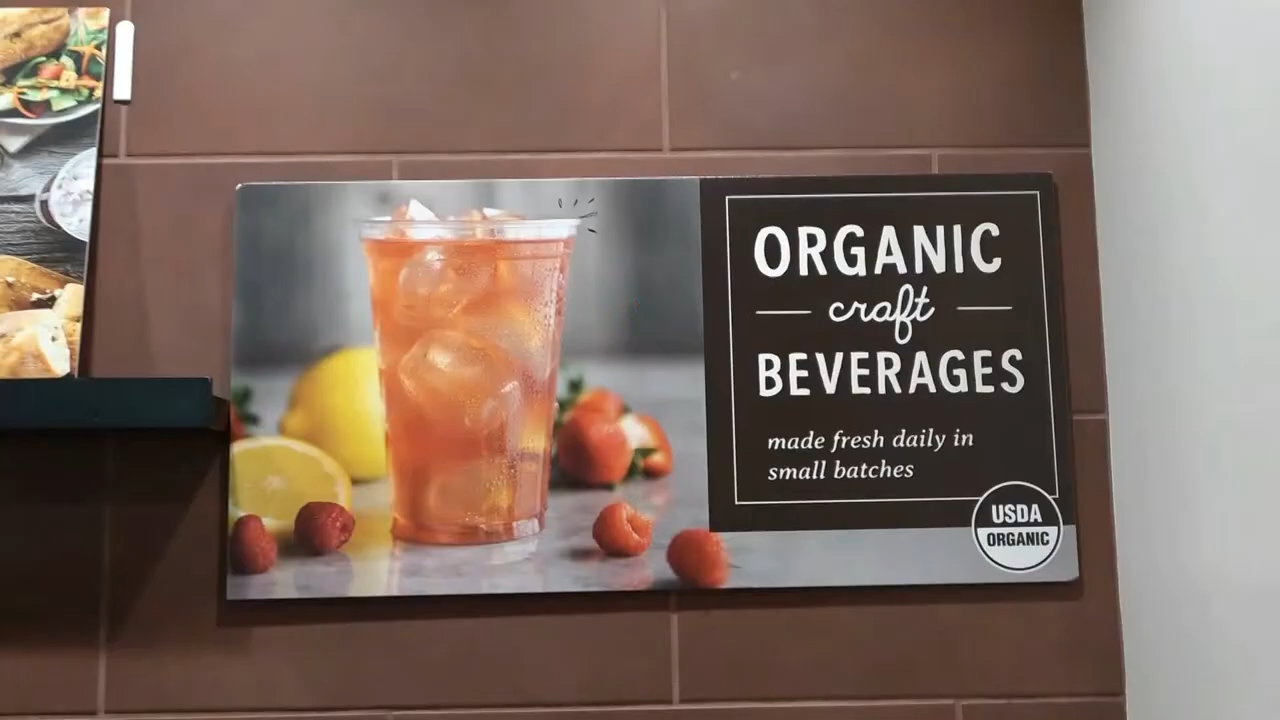 ORGANIC
craft
BEVERAGES
made fresh daily in
small batches
USDA
ORGANIC